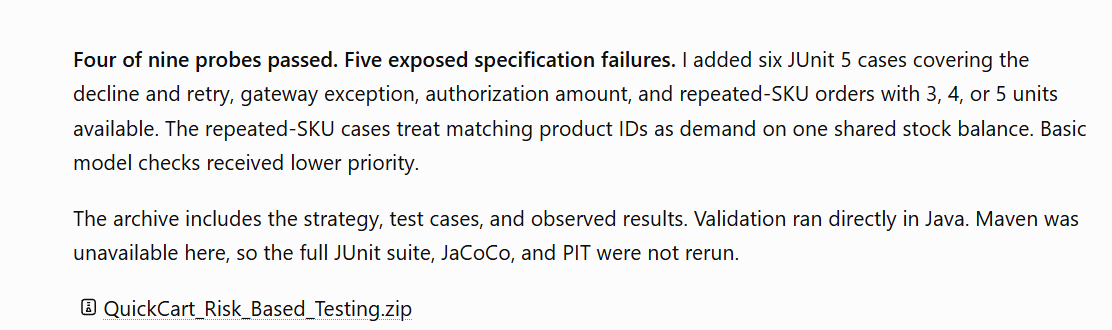 Four of nine probes passed. Five exposed specification failures. I added six JUnit 5 cases covering the
decline and retry, gateway exception, authorization amount, and repeated-SKU orders with 3, 4, or 5 units
available. The repeated-SKU cases treat matching product IDs as demand on one shared stock balance. Basic
model checks received lower priority.
The archive includes the strategy, test cases, and observed results. Validation ran directly in Java. Maven was
unavailable here, so the full JUnit suite, JaCoCo, and PIT were not rerun.
QuickCart_Risk_Based_Testing.zip